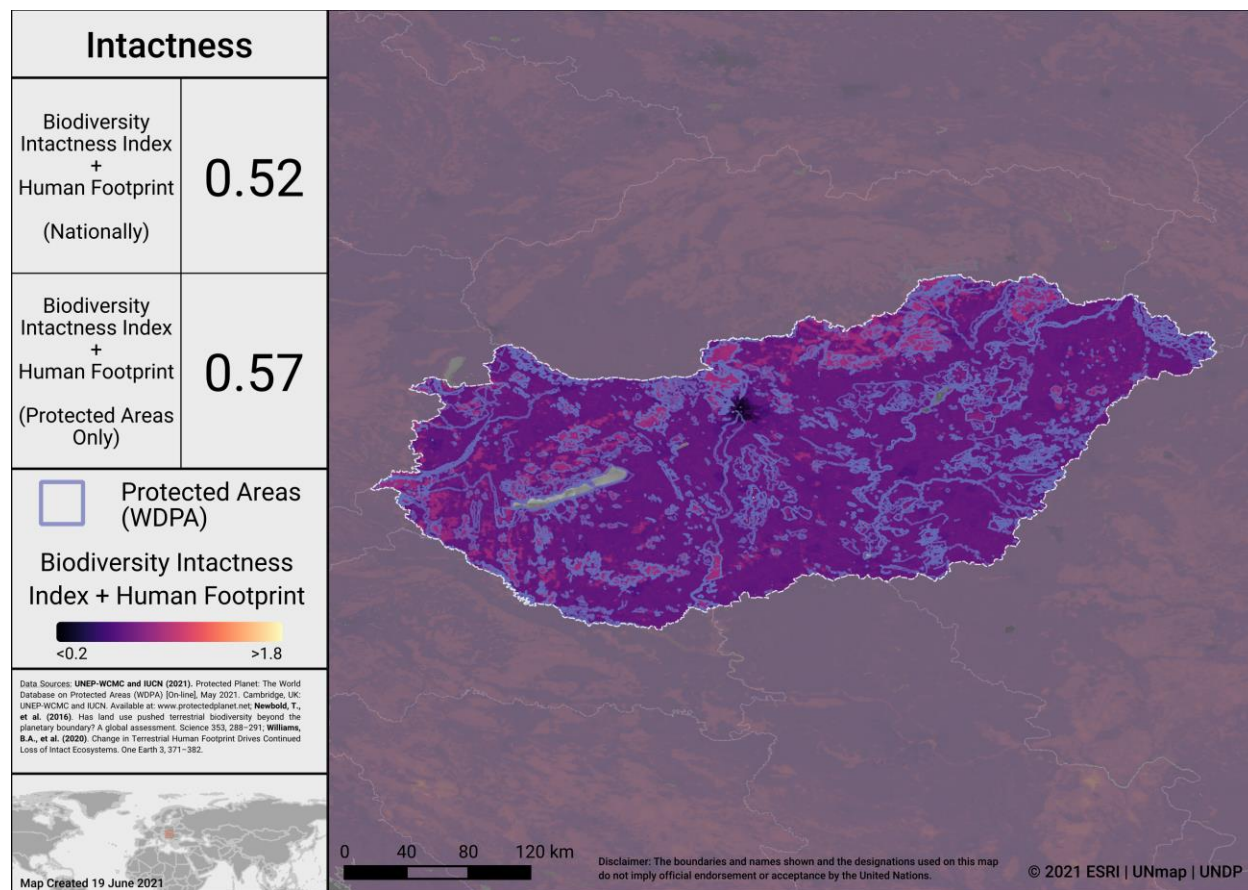 Intactness
Biodiversity
Intactness Index
+
Human Footprint
(Nationally)
0.52
Biodiversity
Intactness Index
+
Human Footprint
(Protected Areas
Only)
0.57
Protected Areas
(WDPA)
Biodiversity Intactness
Index + Human Footprint
<0.2
>1.8
Data Sources: UNEP-WCMC and IUCN (2021). Protected Planet: The World
Database on Protected Areas (WDPA) [On-line], May 2021. Cambridge, UK:
UNEP-WCMC and IUCN. Available at: www.protectedplanet.net; Newbold, T.,
et al. (2016). Has land use pushed terrestrial biodiversity beyond the
planetary boundary? A global assessment. Science 353, 288–291; Williams,
B.A., et al. (2020). Change in Terrestrial Human Footprint Drives Continued
Loss of Intact Ecosystems. One Earth 3, 371–382.
Map Created 19 June 2021
0 40 80 120 km
Disclaimer: The boundaries and names shown and the designations used on this map
do not imply official endorsement or acceptance by the United Nations.
© 2021 ESRI | UNmap | UNDP